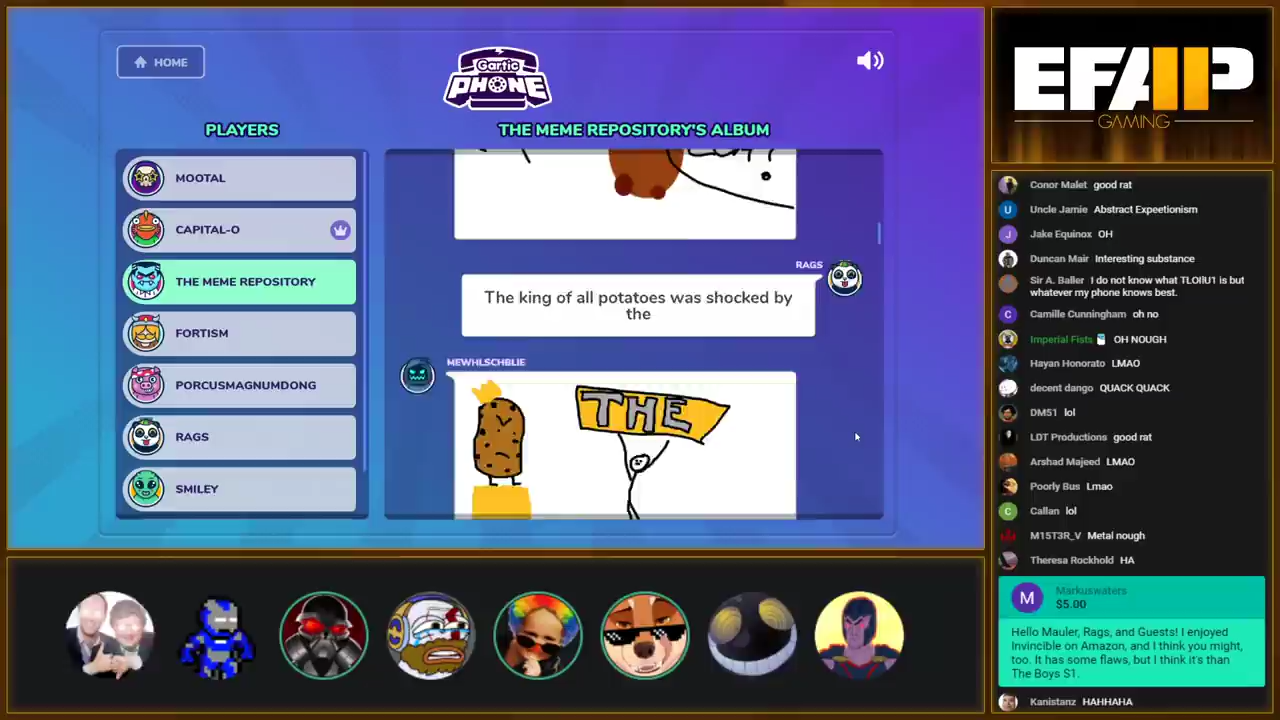 HOME
Gartic
PHONE
PLAYERS
MOOTAL
CAPITAL-O
THE MEME REPOSITORY
FORTISM
PORCUSMAGNUMDONG
RAGS
SMILEY
THE MEME REPOSITORY'S ALBUM
RAGS
The king of all potatoes was shocked by
the
MEWHLSCHBLIE
THE
EFAP
GAMING
Conor Malet good rat
Uncle Jamie Abstract Expeetionism
Jake Equinox OH
Duncan Mair Interesting substance
Sir A. Baller I do not know what TLOIlU1 is but
whatever my phone knows best.
Camille Cunningham oh no
Imperial Fists OH NOUGH
Hayan Honorato LMAO
decent dango QUACK QUACK
DM51 lol
LDT Productions good rat
Arshad Majeed LMAO
Poorly Bus Lmao
Callan lol
M15T3R_V Metal nough
Theresa Rockhold HA
Markuswaters
$5.00
Hello Mauler, Rags, and Guests! I enjoyed
Invincible on Amazon, and I think you might,
too. It has some flaws, but I think it's than
The Boys S1.
Kanistanz HAHHAHA